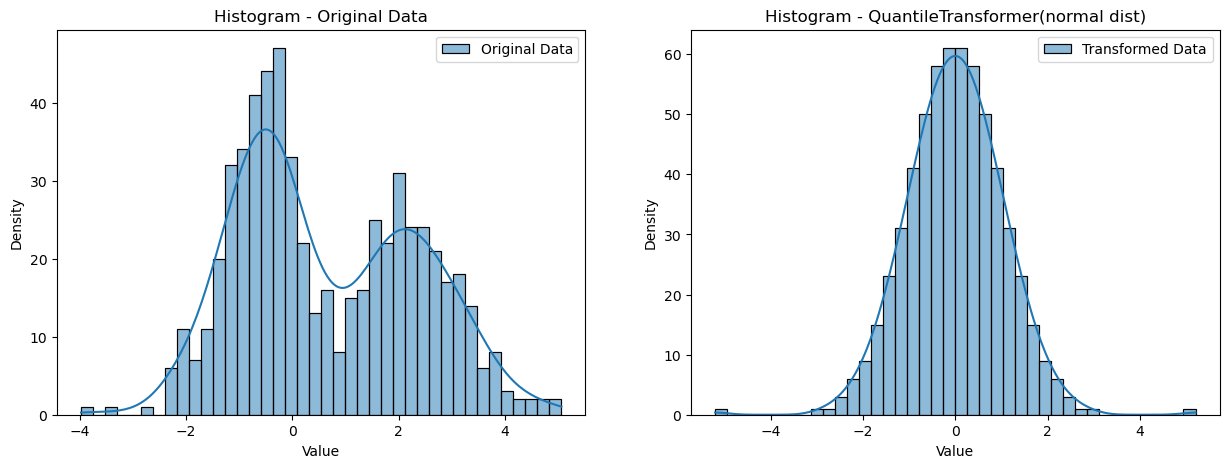 Histogram - Original Data
Original Data
Density
40
30
20
10
0
−4
−2
0
2
4
Value
Histogram - QuantileTransformer(normal dist)
Transformed Data
Density
60
50
40
30
20
10
0
−4
−2
0
2
4
Value